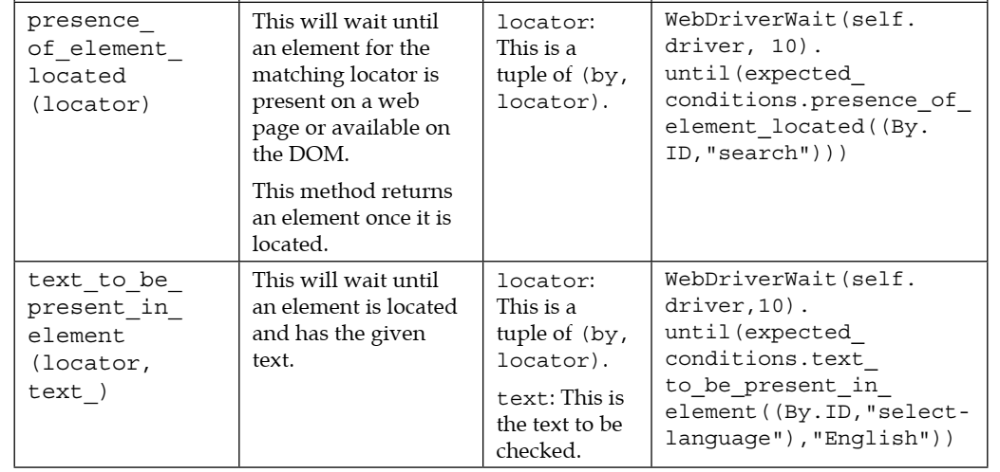 presence_
of_element_
located
(locator)
This will wait until
an element for the
matching locator is
present on a web
page or available on
the DOM.
This method returns
an element once it is
located.
locator:
This is a
tuple of (by,
locator).
WebDriverWait(self.
driver, 10).
until(expected_
conditions.presence_of_
element_located((By.
ID,"search")))
text_to_be_
present_in_
element
(locator,
text_)
This will wait until
an element is located
and has the given
text.
locator:
This is a
tuple of (by,
locator).
text: This is
the text to be
checked.
WebDriverWait(self.
driver,10).
until(expected_
conditions.text_
to_be_present_in_
element((By.ID,"select-
language"),"English"))